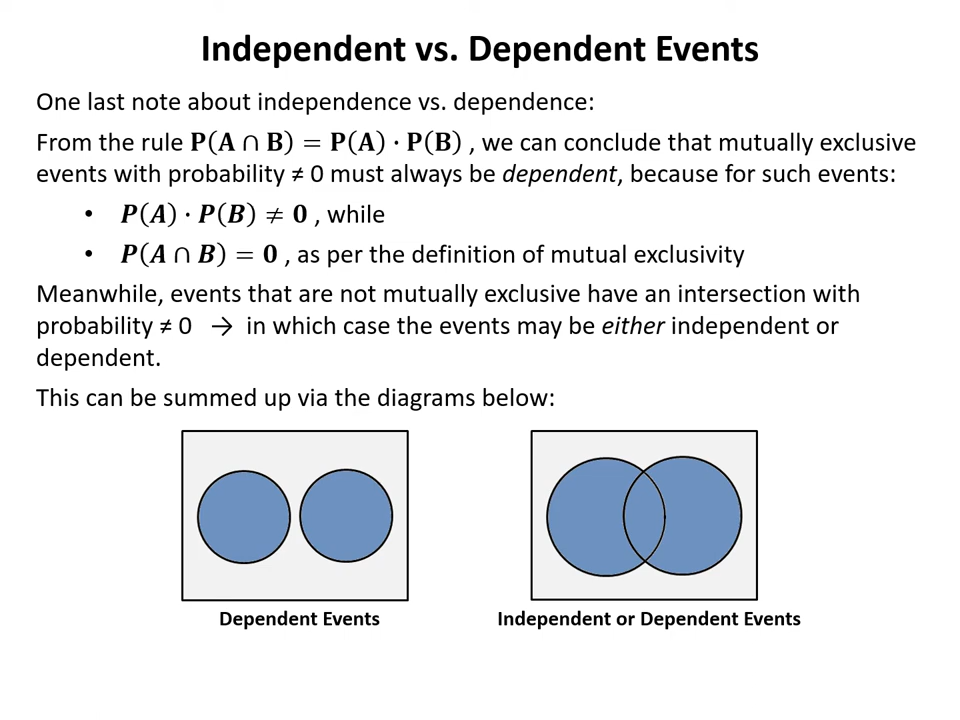 Independent vs. Dependent Events
One last note about independence vs. dependence:
From the rule P(A ∩ B) = P(A) · P(B) , we can conclude that mutually exclusive
events with probability ≠ 0 must always be dependent, because for such events:
• P(A) · P(B) ≠ 0 , while
• P(A ∩ B) = 0 , as per the definition of mutual exclusivity
Meanwhile, events that are not mutually exclusive have an intersection with
probability ≠ 0 → in which case the events may be either independent or
dependent.
This can be summed up via the diagrams below:
Dependent Events
Independent or Dependent Events